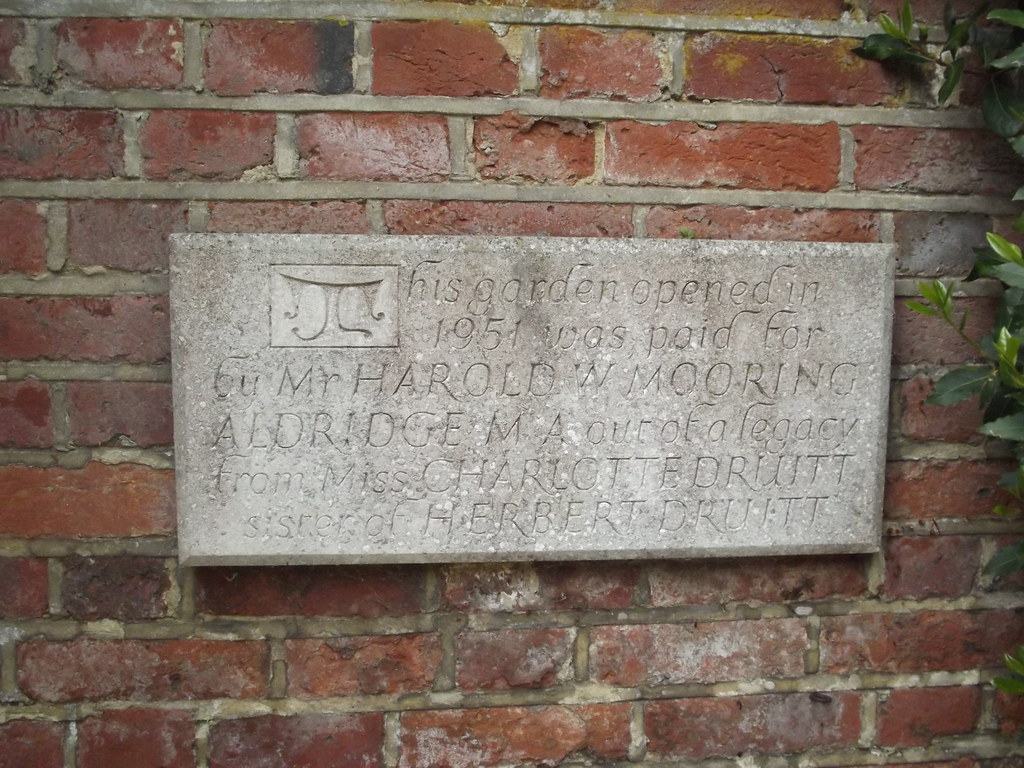 This garden opened in
1951 was paid for
by Mr HAROLD W MOORING
ALDRIDGE M A out of a legacy
from Miss CHARLOTTE DRUITT
sister of HERBERT DRUITT